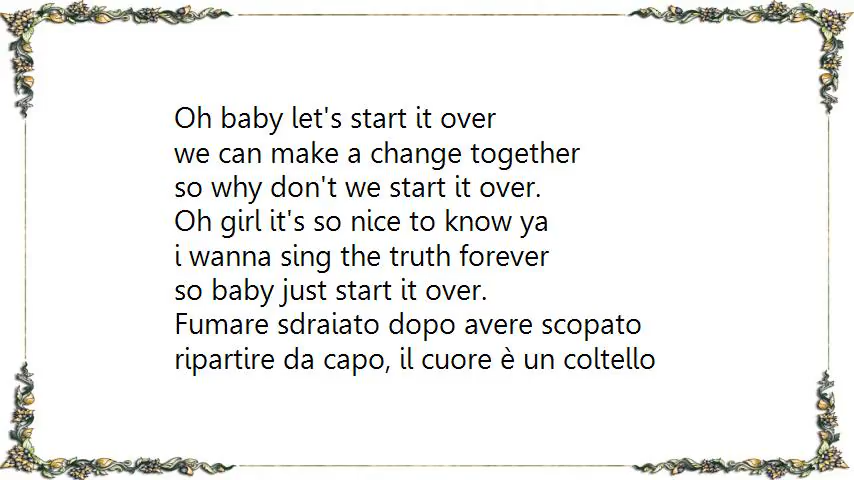 Oh baby let's start it over
we can make a change together
so why don't we start it over.
Oh girl it's so nice to know ya
i wanna sing the truth forever
so baby just start it over.
Fumare sdraiato dopo avere scopato
ripartire da capo, il cuore è un coltello